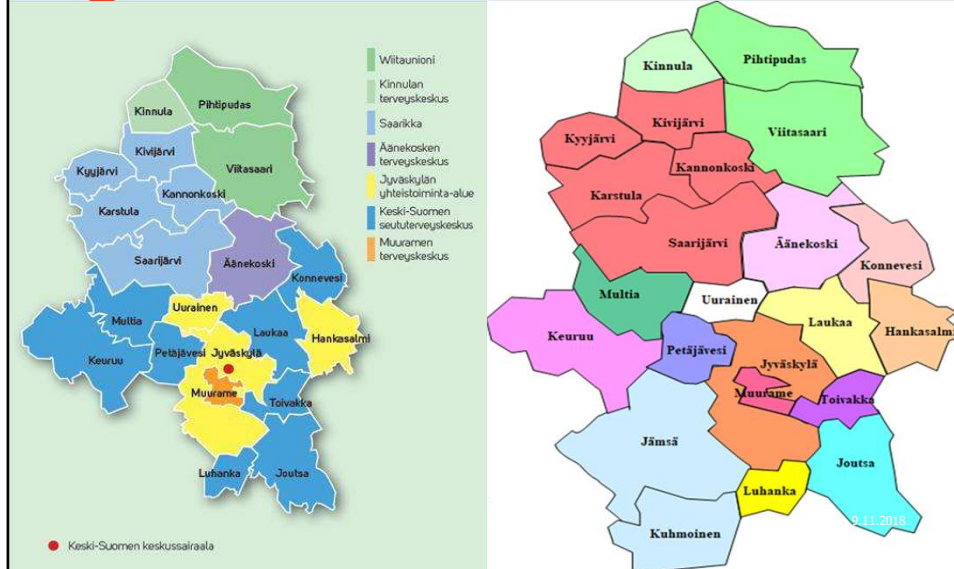 Wiitaunioni
Kinnulan
terveyskeskus
Saarikka
Äänekosken
terveyskeskus
Jyväskylän
yhteistoiminta-alue
Keski-Suomen
seututerveyskeskus
Muuramen
terveyskeskus
Kinnula
Pihtipudas
Kivijärvi
Kyyjärvi
Viitasaari
Kannonkoski
Karstula
Saarijärvi
Äänekoski
Konnevesi
Uurainen
Multia
Laukaa
Hankasalmi
Keuruu
Petäjävesi
Jyväskylä
Muurame
Toivakka
Luhanka
Joutsa
Keski-Suomen keskussairaala
Kinnula
Pihtipudas
Kivijärvi
Viitasaari
Kyyjärvi
Kannonkoski
Karstula
Saarijärvi
Äänekoski
Konnevesi
Multia
Uurainen
Laukaa
Hankasalmi
Keuruu
Petäjävesi
Jyväskylä
Muurame
Toivakka
Jämsä
Joutsa
Luhanka
9.11.2018
Kuhmoinen